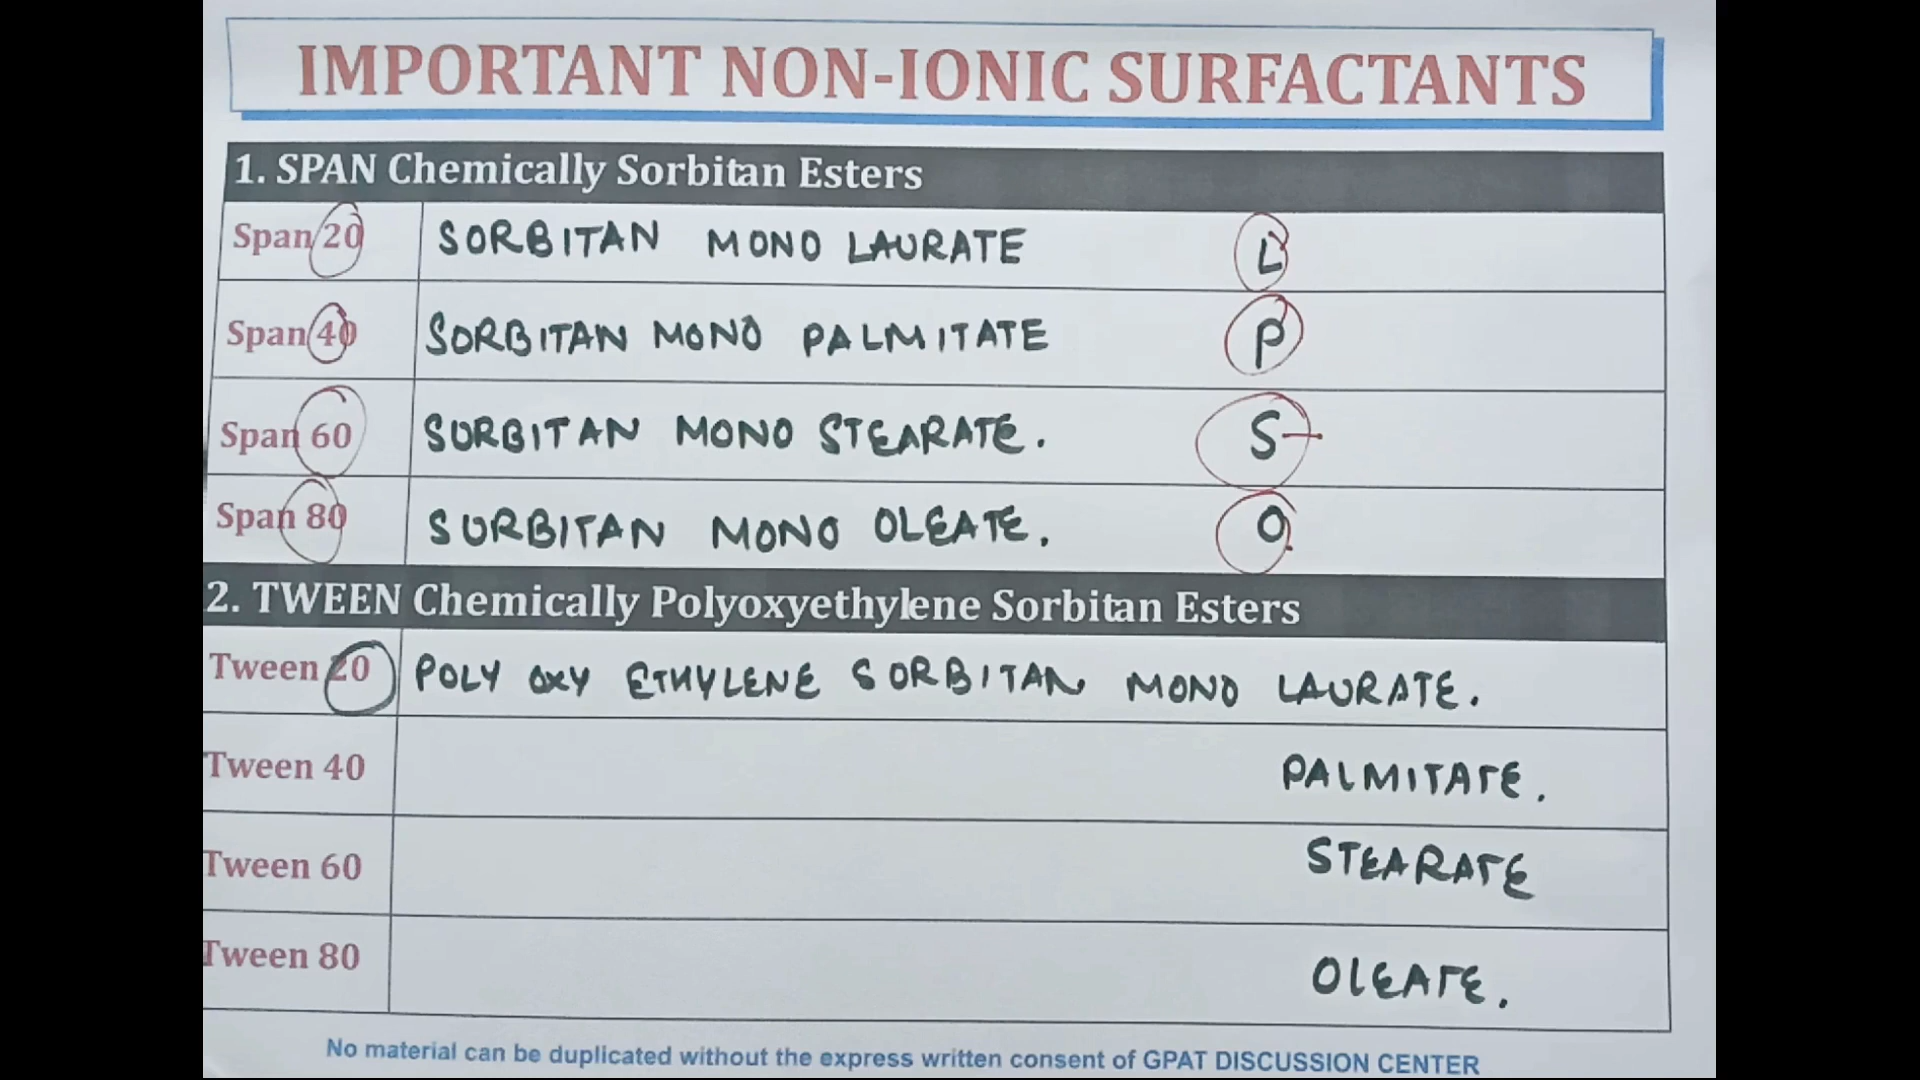 IMPORTANT NON-IONIC SURFACTANTS
1. SPAN Chemically Sorbitan Esters
Span 20 SORBITAN MONO LAURATE L
Span 40 SORBITAN MONO PALMITATE P
Span 60 SORBITAN MONO STEARATE. S
Span 80 SORBITAN MONO OLEATE. O
2. TWEEN Chemically Polyoxyethylene Sorbitan Esters
Tween 20 POLY OXY ETHYLENE SORBITAN MONO LAURATE.
Tween 40 PALMITATE.
Tween 60 STEARATE
Tween 80 OLEATE.
No material can be duplicated without the express written consent of GPAT DISCUSSION CENTER